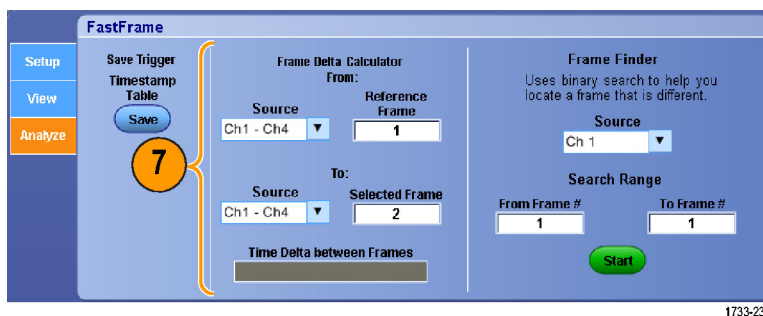 FastFrame
Setup
View
Analyze
Save Trigger
Timestamp
Table
Save
7
Frame Delta Calculator
From:
Source
Reference
Frame
Ch1 - Ch4
1
To:
Source
Selected Frame
Ch1 - Ch4
2
Time Delta between Frames
Frame Finder
Uses binary search to help you
locate a frame that is different.
Source
Ch 1
Search Range
From Frame #
To Frame #
1
1
Start